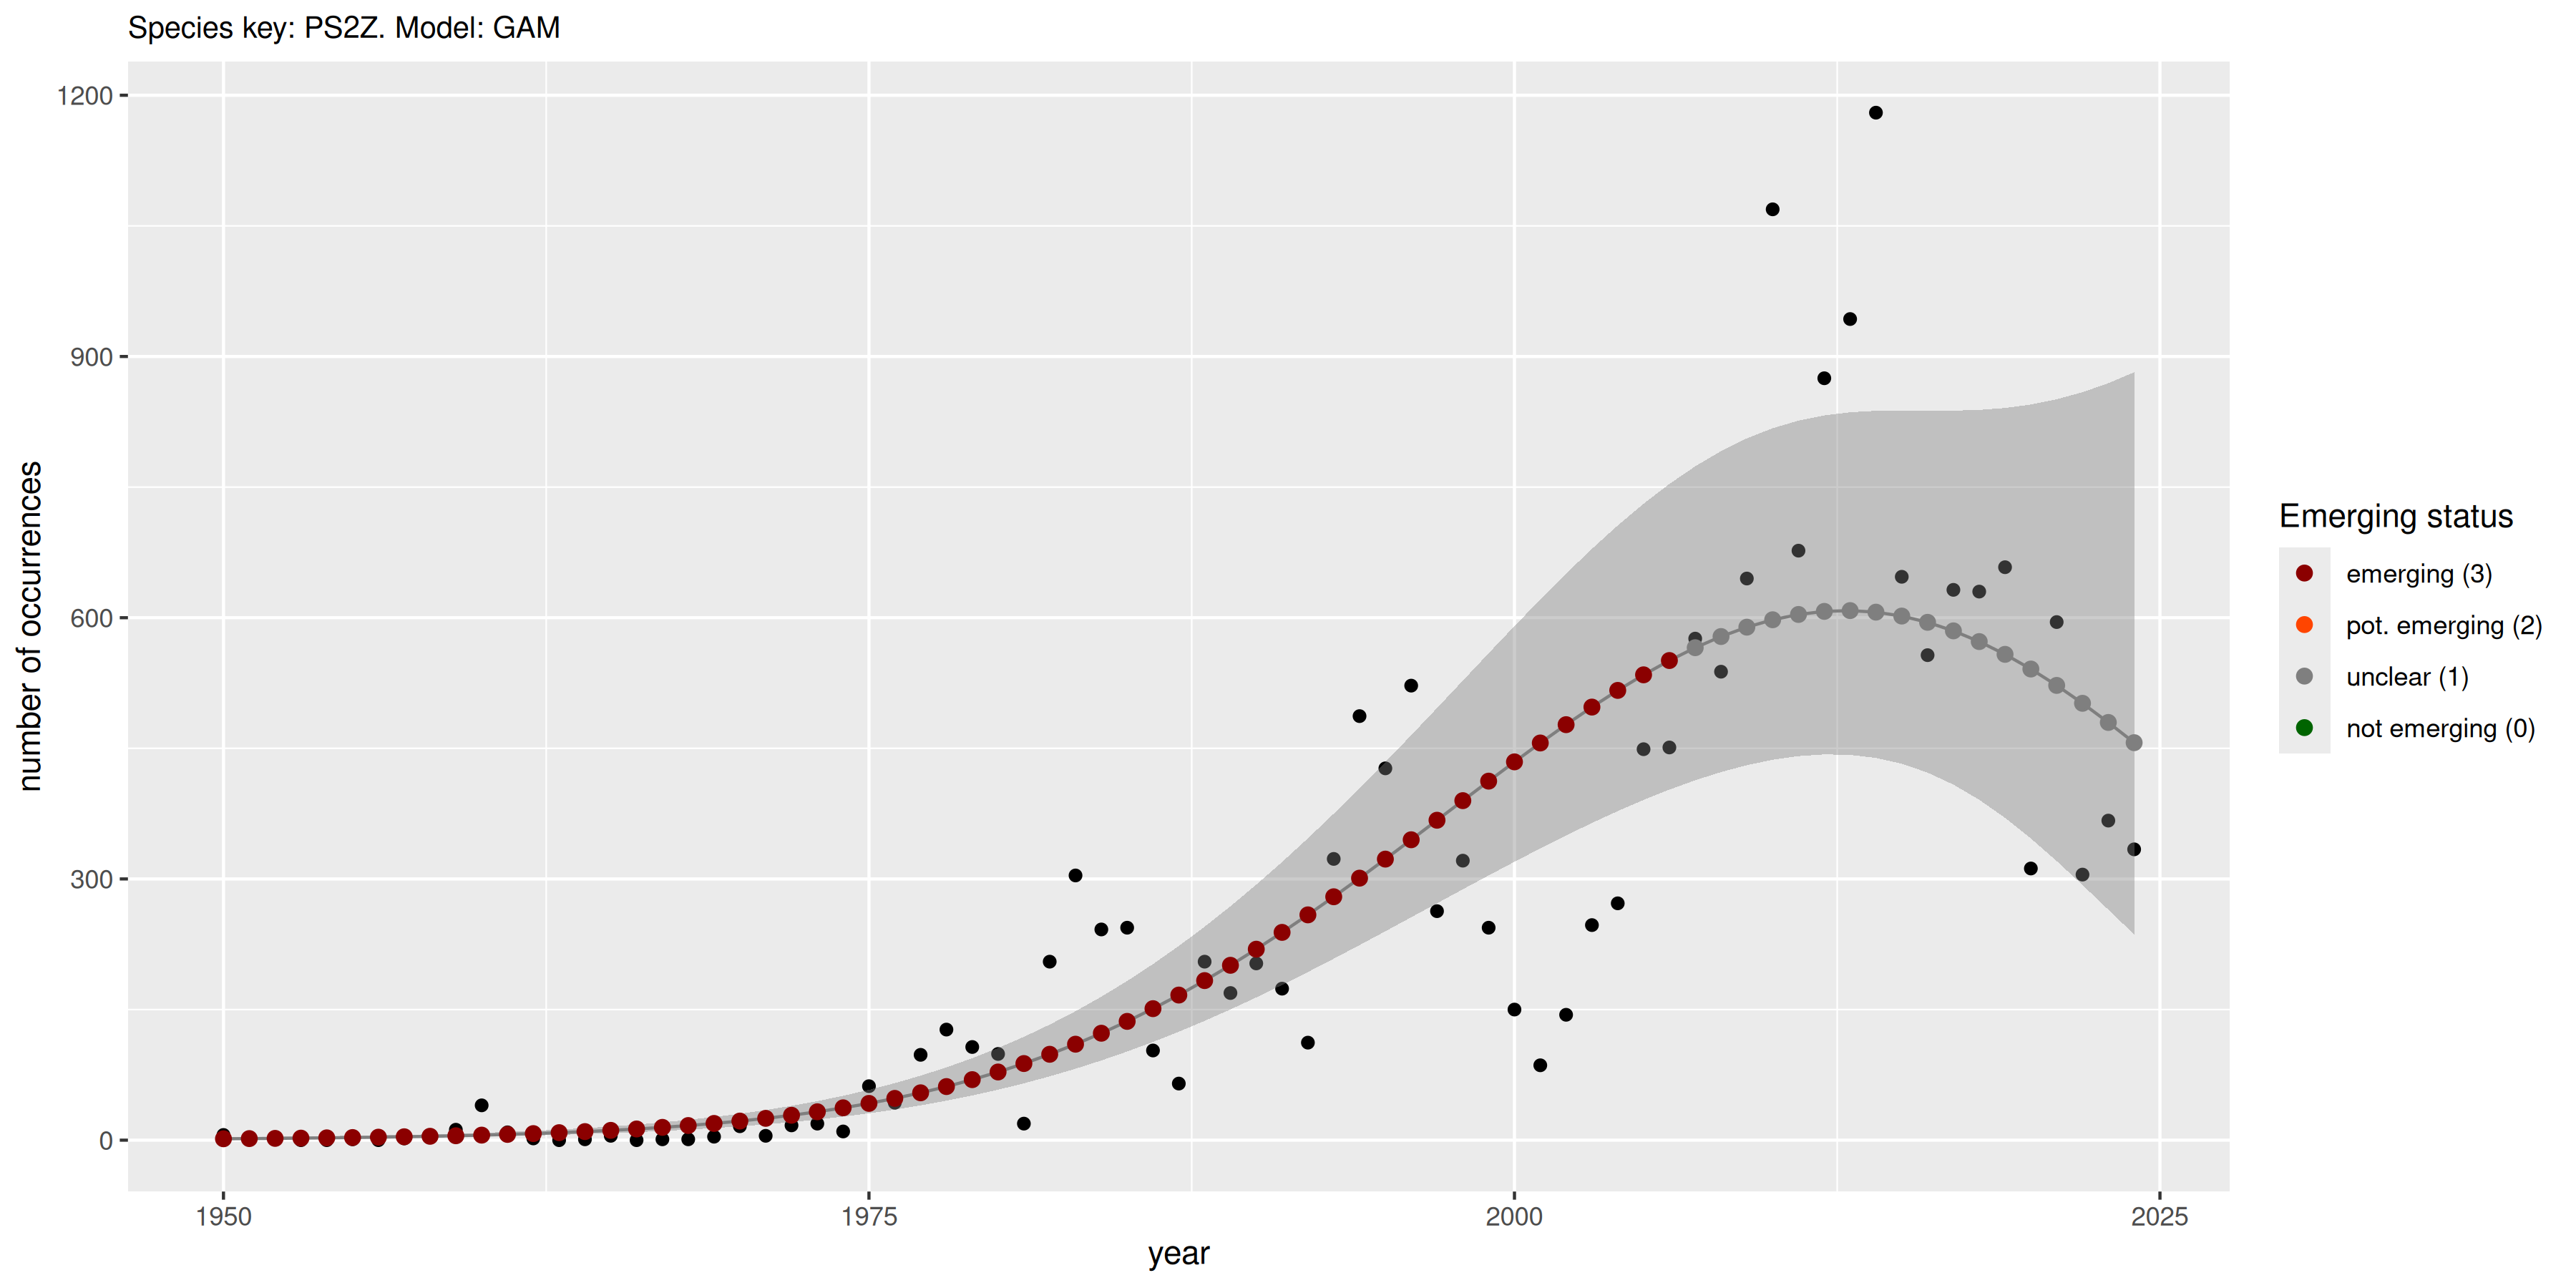 Species key: PS2Z. Model: GAM
1200
900
600
300
0
number of occurrences
1950
1975
2000
2025
year
Emerging status
emerging (3)
pot. emerging (2)
unclear (1)
not emerging (0)